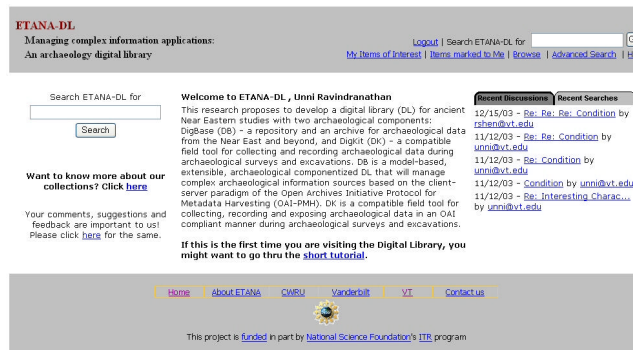 ETANA-DL
Managing complex information applications:
An archaeology digital library
Logout | Search ETANA-DL for
My Items of Interest | Items marked to Me | Browse | Advanced Search | H
Search ETANA-DL for
Search
Want to know more about our
collections? Click here
Your comments, suggestions and
feedback are important to us!
Please click here for the same.
Welcome to ETANA-DL , Unni Ravindranathan
This research proposes to develop a digital library (DL) for ancient
Near Eastern studies with two archaeological components:
DigBase (DB) - a repository and an archive for archaeological data
from the Near East and beyond, and DigKit (DK) - a compatible
field tool for collecting and recording archaeological data during
archaeological surveys and excavations. DB is a model-based,
extensible, archaeological componentized DL that will manage
complex archaeological information sources based on the client-
server paradigm of the Open Archives Initiative Protocol for
Metadata Harvesting (OAI-PMH). DK is a compatible field tool for
collecting, recording and exposing archaeological data in an OAI
compliant manner during archaeological surveys and excavations.
If this is the first time you are visiting the Digital Library, you
might want to go thru the short tutorial.
Recent Discussions Recent Searches
12/15/03 - Re: Re: Re: Condition by
rshen@vt.edu
11/12/03 - Re: Re: Condition by
unni@vt.edu
11/12/03 - Re: Condition by
unni@vt.edu
11/12/03 - Condition by unni@vt.edu
11/12/03 - Re: Interesting Charac...
by unni@vt.edu
Home About ETANA CWRU Vanderbilt VT Contact us
This project is funded in part by National Science Foundation's ITR program